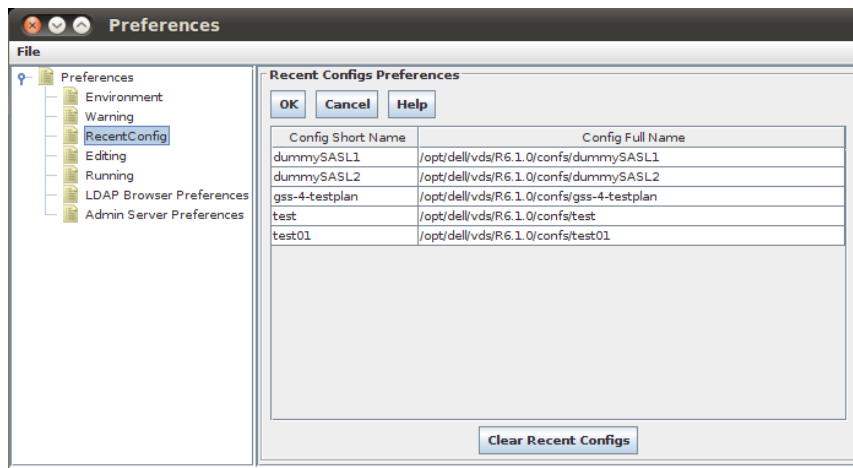 Preferences
File
Preferences
Environment
Warning
RecentConfig
Editing
Running
LDAP Browser Preferences
Admin Server Preferences
Recent Configs Preferences
OK Cancel Help
Config Short Name Config Full Name
dummySASL1 /opt/dell/vds/R6.1.0/confs/dummySASL1
dummySASL2 /opt/dell/vds/R6.1.0/confs/dummySASL2
gss-4-testplan /opt/dell/vds/R6.1.0/confs/gss-4-testplan
test /opt/dell/vds/R6.1.0/confs/test
test01 /opt/dell/vds/R6.1.0/confs/test01
Clear Recent Configs